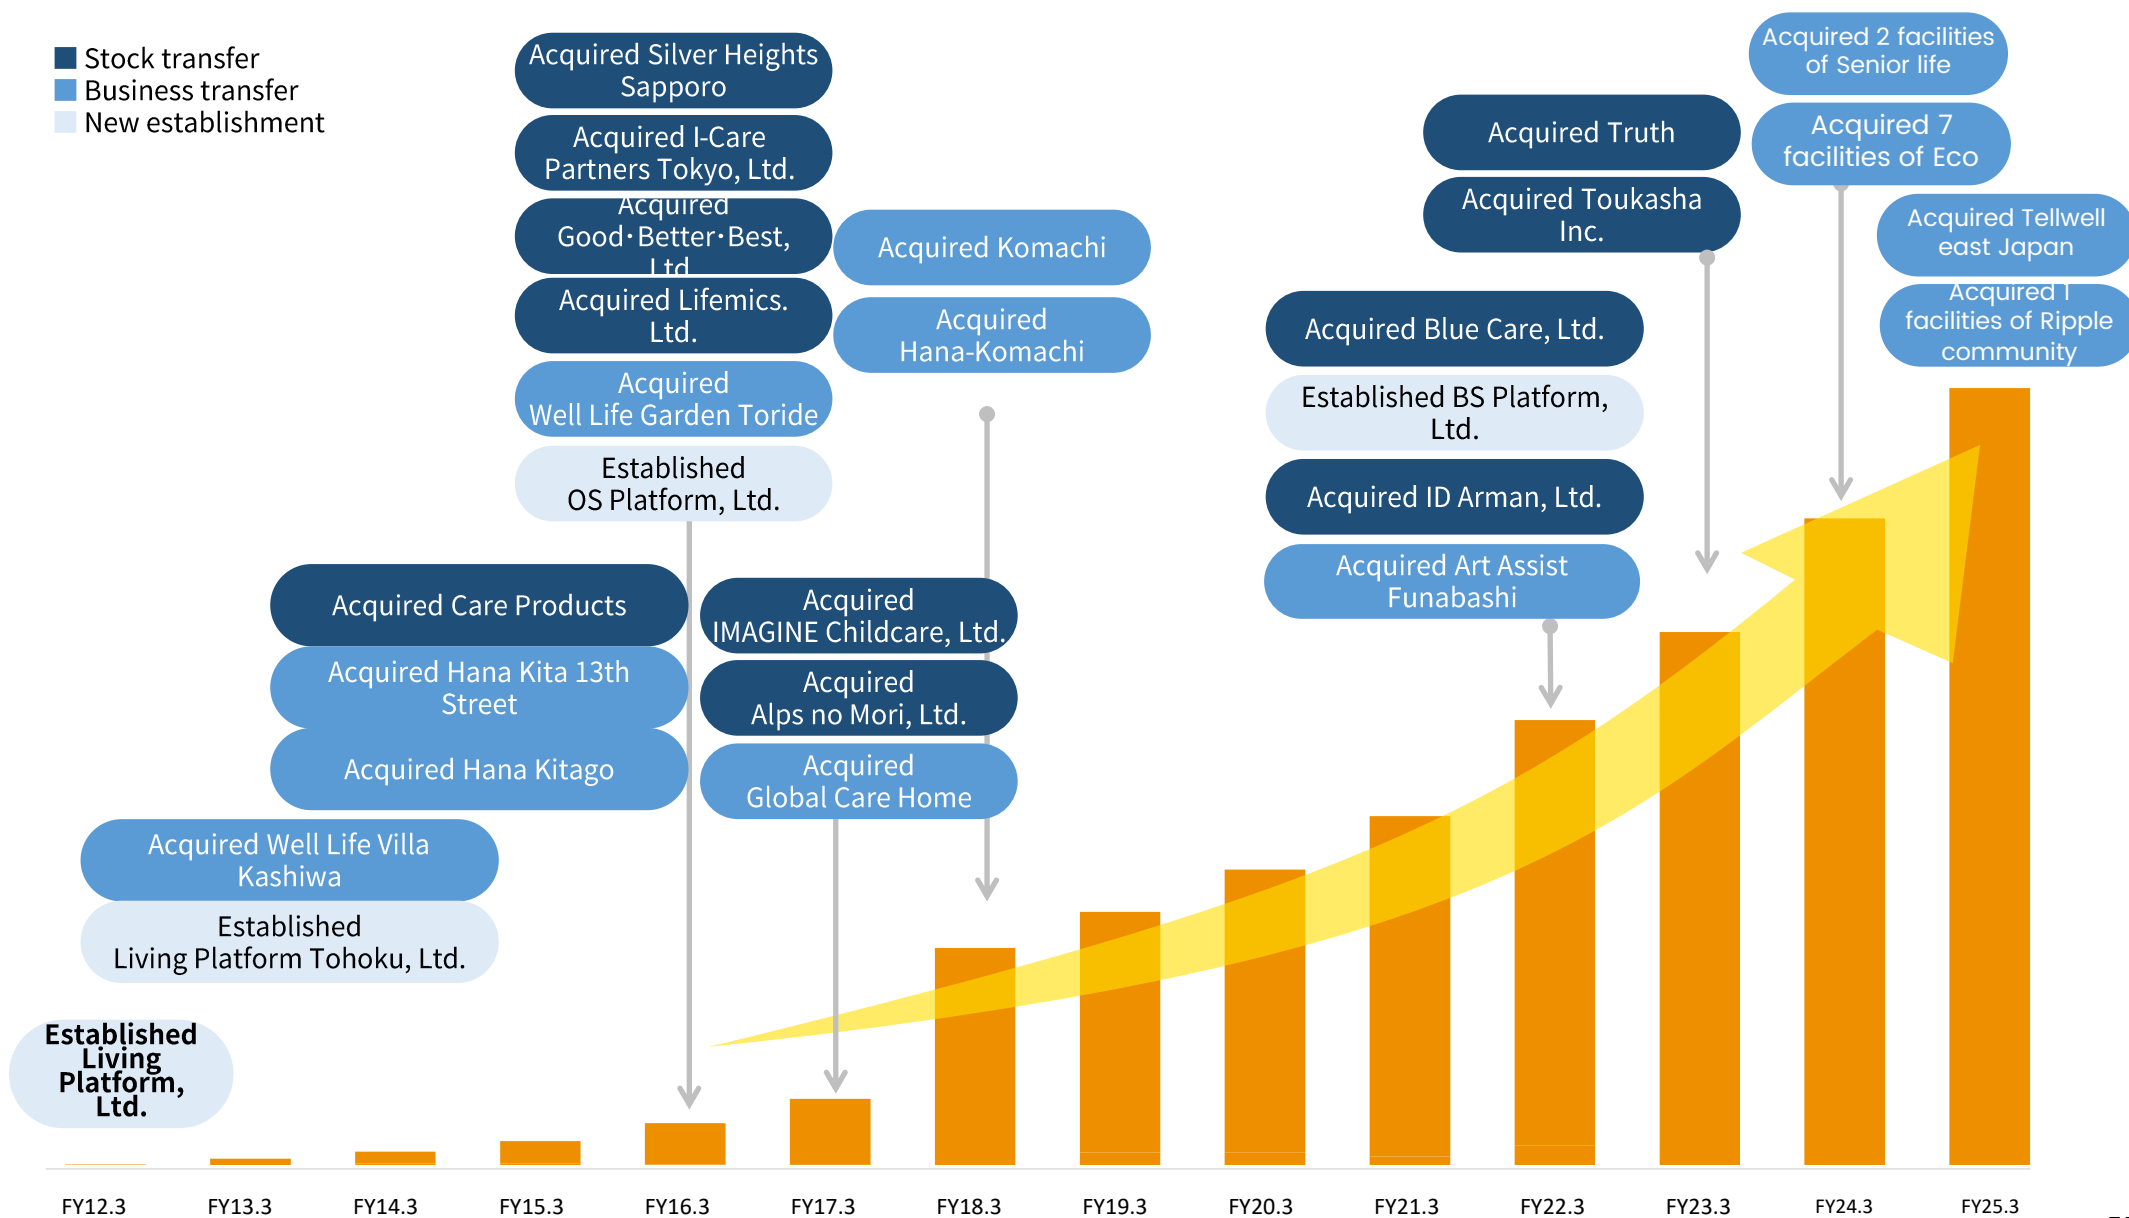 Stock transfer
Business transfer
New establishment
Acquired Silver Heights
Sapporo
Acquired I-Care
Partners Tokyo, Ltd.
Acquired
Good･Better･Best,
Ltd.
Acquired Lifemics.
Ltd.
Acquired
Well Life Garden Toride
Established
OS Platform, Ltd.
Acquired Komachi
Acquired
Hana-Komachi
Acquired Care Products
Acquired Hana Kita 13th
Street
Acquired Hana Kitago
Acquired
IMAGINE Childcare, Ltd.
Acquired
Alps no Mori, Ltd.
Acquired
Global Care Home
Acquired Well Life Villa
Kashiwa
Established
Living Platform Tohoku, Ltd.
Established
Living
Platform,
Ltd.
Acquired Blue Care, Ltd.
Established BS Platform,
Ltd.
Acquired ID Arman, Ltd.
Acquired Art Assist
Funabashi
Acquired Truth
Acquired Toukasha
Inc.
Acquired 2 facilities
of Senior life
Acquired 7
facilities of Eco
Acquired Tellwell
east Japan
Acquired 1
facilities of Ripple
community
FY12.3
FY13.3
FY14.3
FY15.3
FY16.3
FY17.3
FY18.3
FY19.3
FY20.3
FY21.3
FY22.3
FY23.3
FY24.3
FY25.3